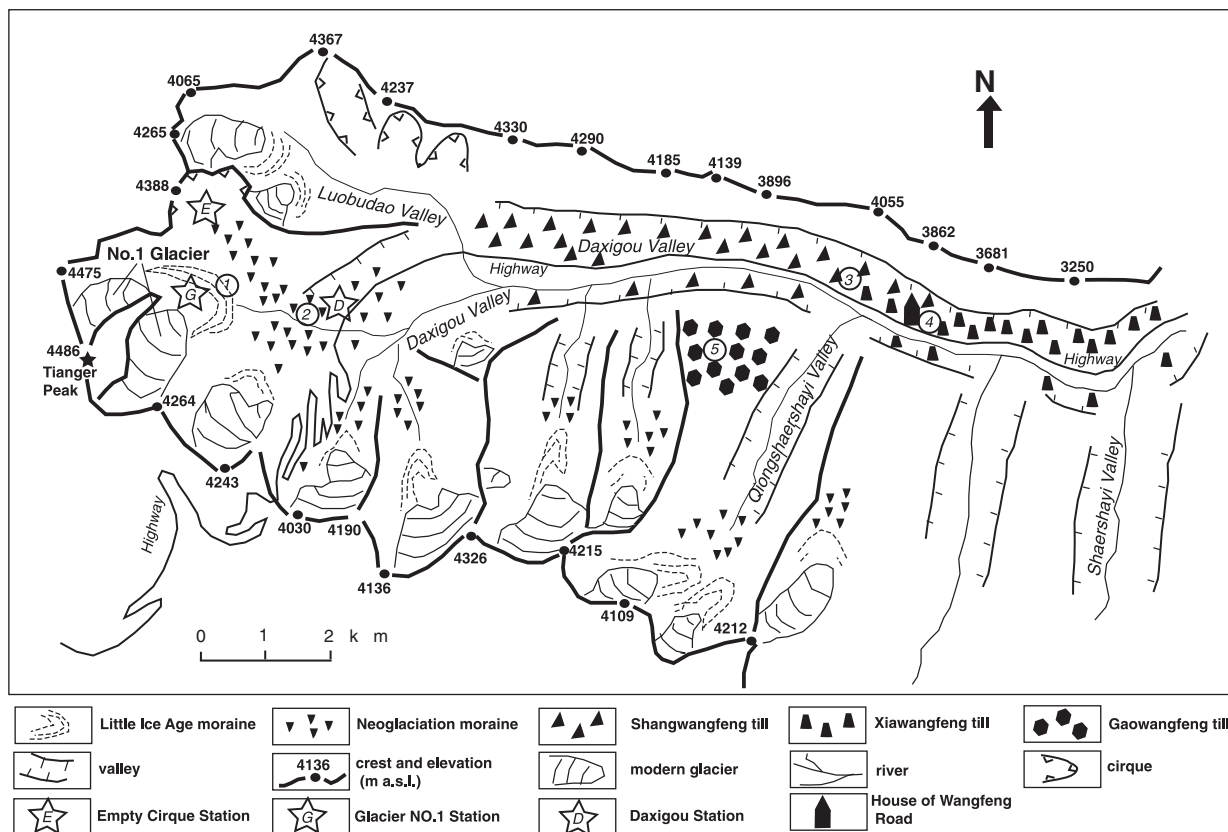 4367
4065
4237
N
4265
4330
4290
4185
4139
3896
4388
E
Luobudao Valley
4055
3862
3681
3250
Daxigou Valley
No.1 Glacier
Highway
4475
G
1
2
D
3
4
Daxigou Valley
Highway
4486
Tianger
Peak
5
Qiongshaershayi Valley
4264
Shaershayi Valley
4243
Highway
4030
4190
4326
4215
4136
4109
4212
0 1 2 k m
Little Ice Age moraine
Neoglaciation moraine
Shangwangfeng till
Xiawangfeng till
Gaowangfeng till
valley
4136
crest and elevation
(m a.s.l.)
modern glacier
river
cirque
E
Empty Cirque Station
G
Glacier NO.1 Station
D
Daxigou Station
House of Wangfeng
Road